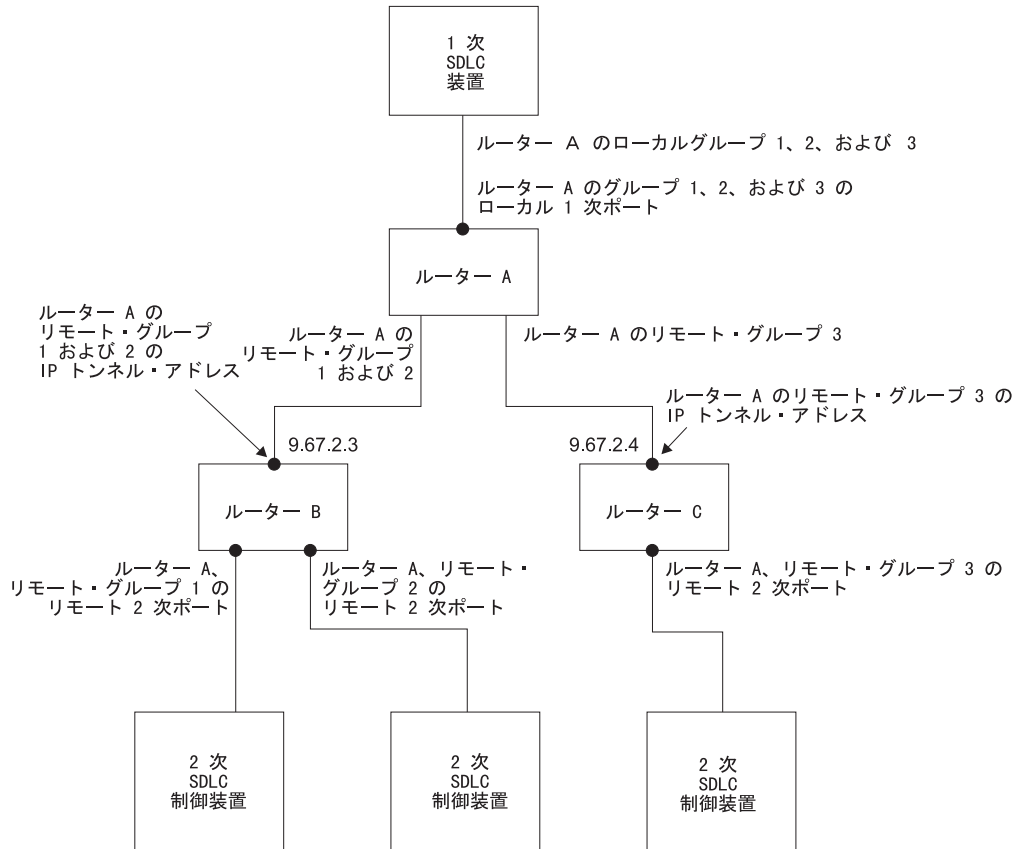 1 次
SDLC
装置
ルーター A のローカルグループ 1、2、および 3
ルーター A のグループ 1、2、および 3 の
ローカル 1 次ポート
ルーター A
ルーター A の
リモート・グループ
1 および 2 の
IP トンネル・アドレス
ルーター A の
リモート・グループ
1 および 2
ルーター A のリモート・グループ 3
ルーター A のリモート・グループ 3 の
IP トンネル・アドレス
9.67.2.3
9.67.2.4
ルーター B
ルーター C
ルーター A、
リモート・グループ 1 の
リモート 2 次ポート
ルーター A、リモート・
グループ 2 の
リモート 2 次ポート
ルーター A、リモート・グループ 3 の
リモート 2 次ポート
2 次
SDLC
制御装置
2 次
SDLC
制御装置
2 次
SDLC
制御装置